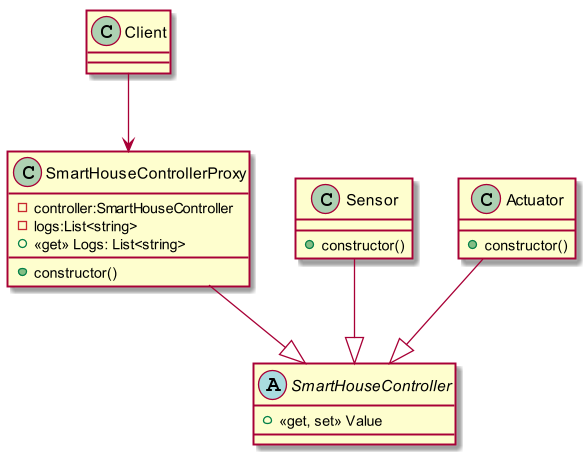 C Client
C SmartHouseControllerProxy
controller:SmartHouseController
logs:List<string>
«get» Logs: List<string>
constructor()
C Sensor
constructor()
C Actuator
constructor()
A SmartHouseController
«get, set» Value